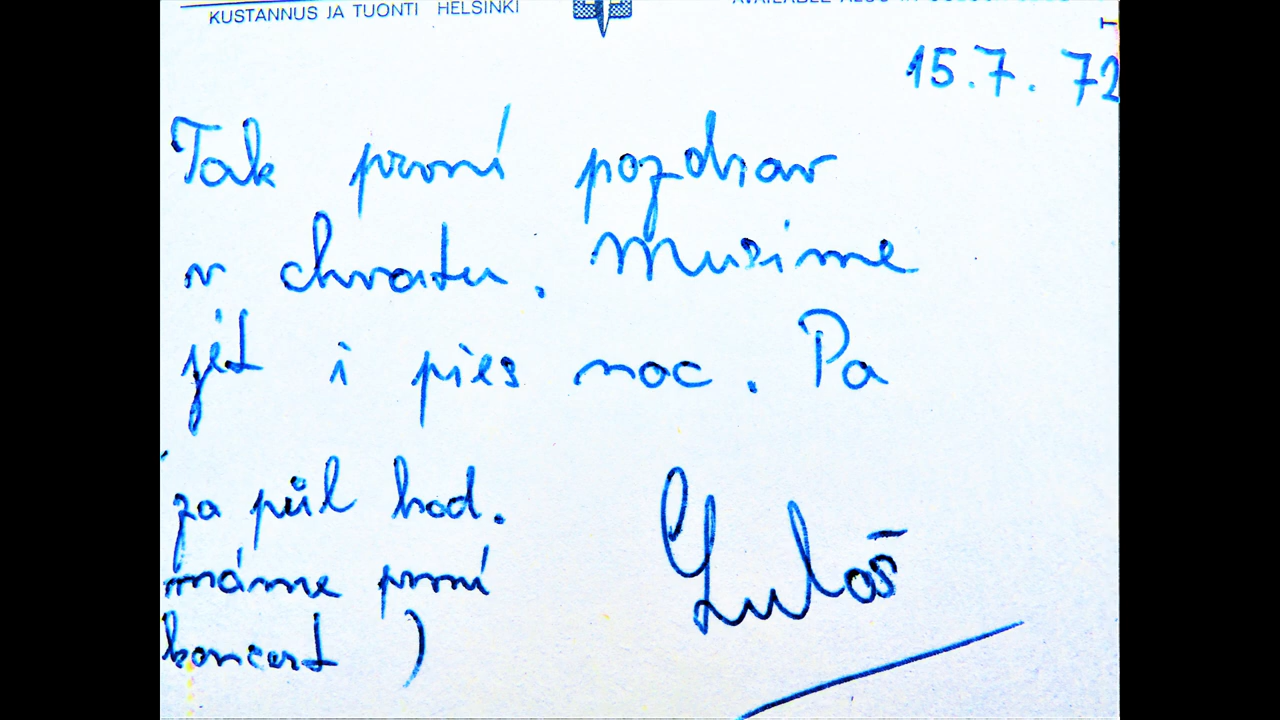 KUSTANNUS JA TUONTI HELSINKI
15.7.72
Tak první pozdrav
v chvatu. Musíme
jet i přes noc. Pa
za půl hod.
máme první
koncert)
Luboš